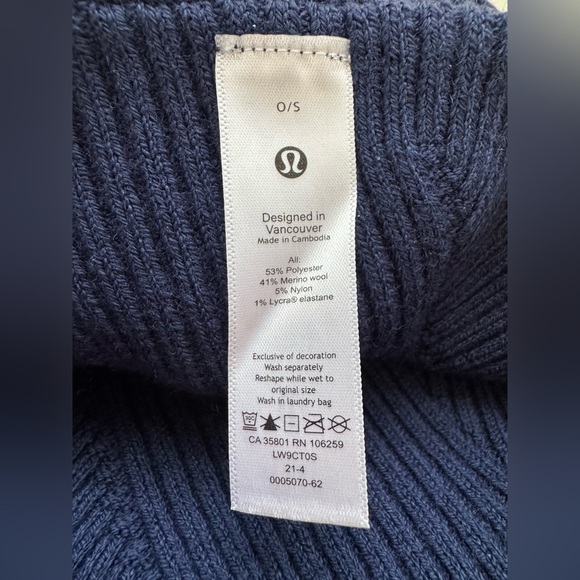 O/S
Designed in
Vancouver
Made in Cambodia
All:
53% Polyester
41% Merino wool
5% Nylon
1% Lycra® elastane
Exclusive of decoration
Wash separately
Reshape while wet to
original size
Wash in laundry bag
CA 35801 RN 106259
LW9CT0S
21-4
0005070-62